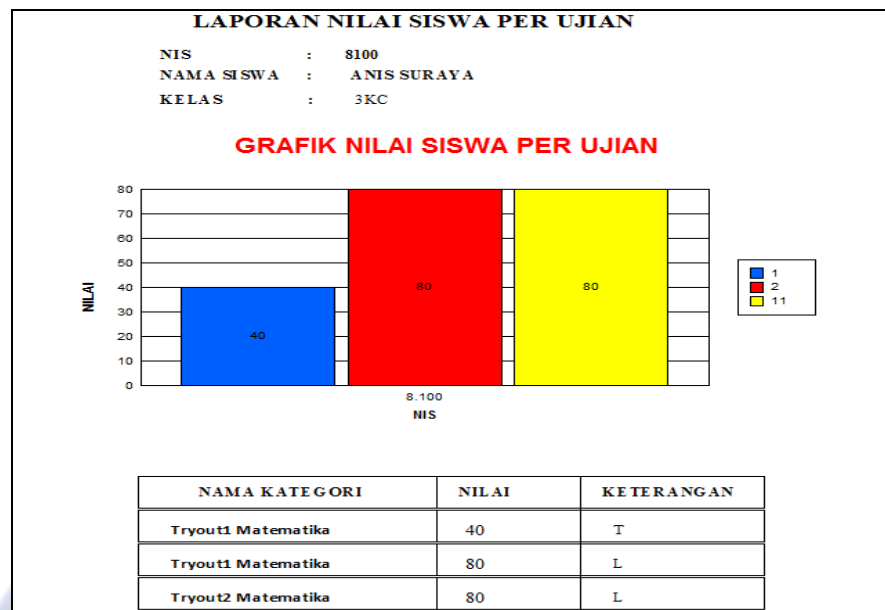 LAPORAN NILAI SISWA PER UJIAN
NIS : 8100
NAMA SISWA : ANIS SURAYA
KELAS : 3KC
GRAFIK NILAI SISWA PER UJIAN
80
70
60
50
40
30
20
10
0
NILAI
40
80
80
8.100
NIS
1
2
11
NAMA KATEGORI NILAI KETERANGAN
Tryout1 Matematika 40 T
Tryout1 Matematika 80 L
Tryout2 Matematika 80 L